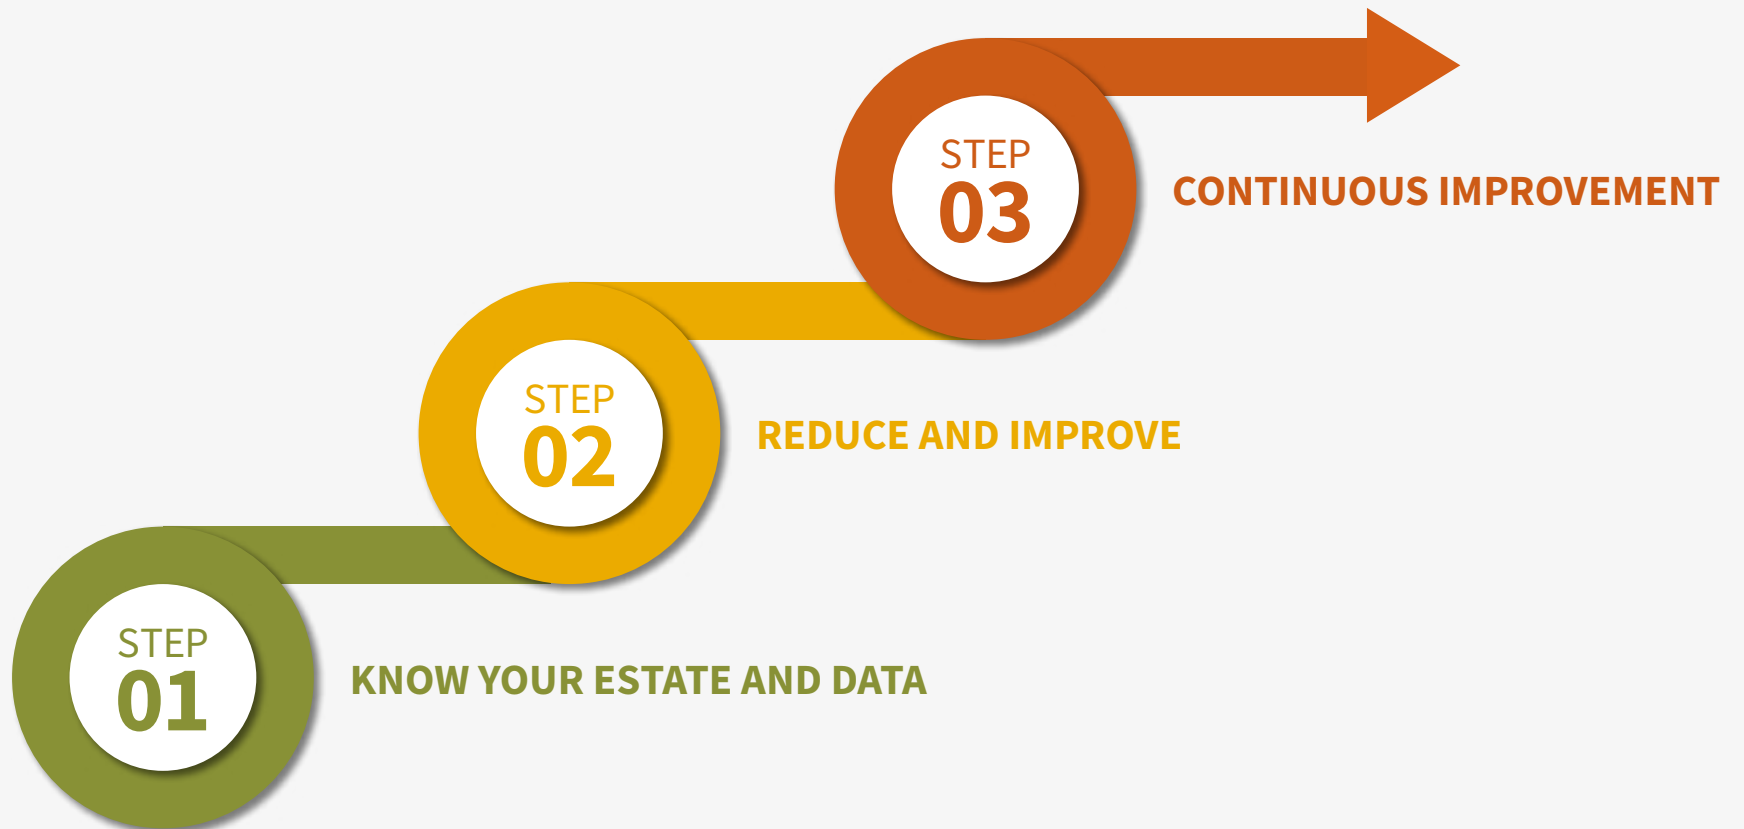 STEP
03
CONTINUOUS IMPROVEMENT
STEP
02
REDUCE AND IMPROVE
STEP
01
KNOW YOUR ESTATE AND DATA